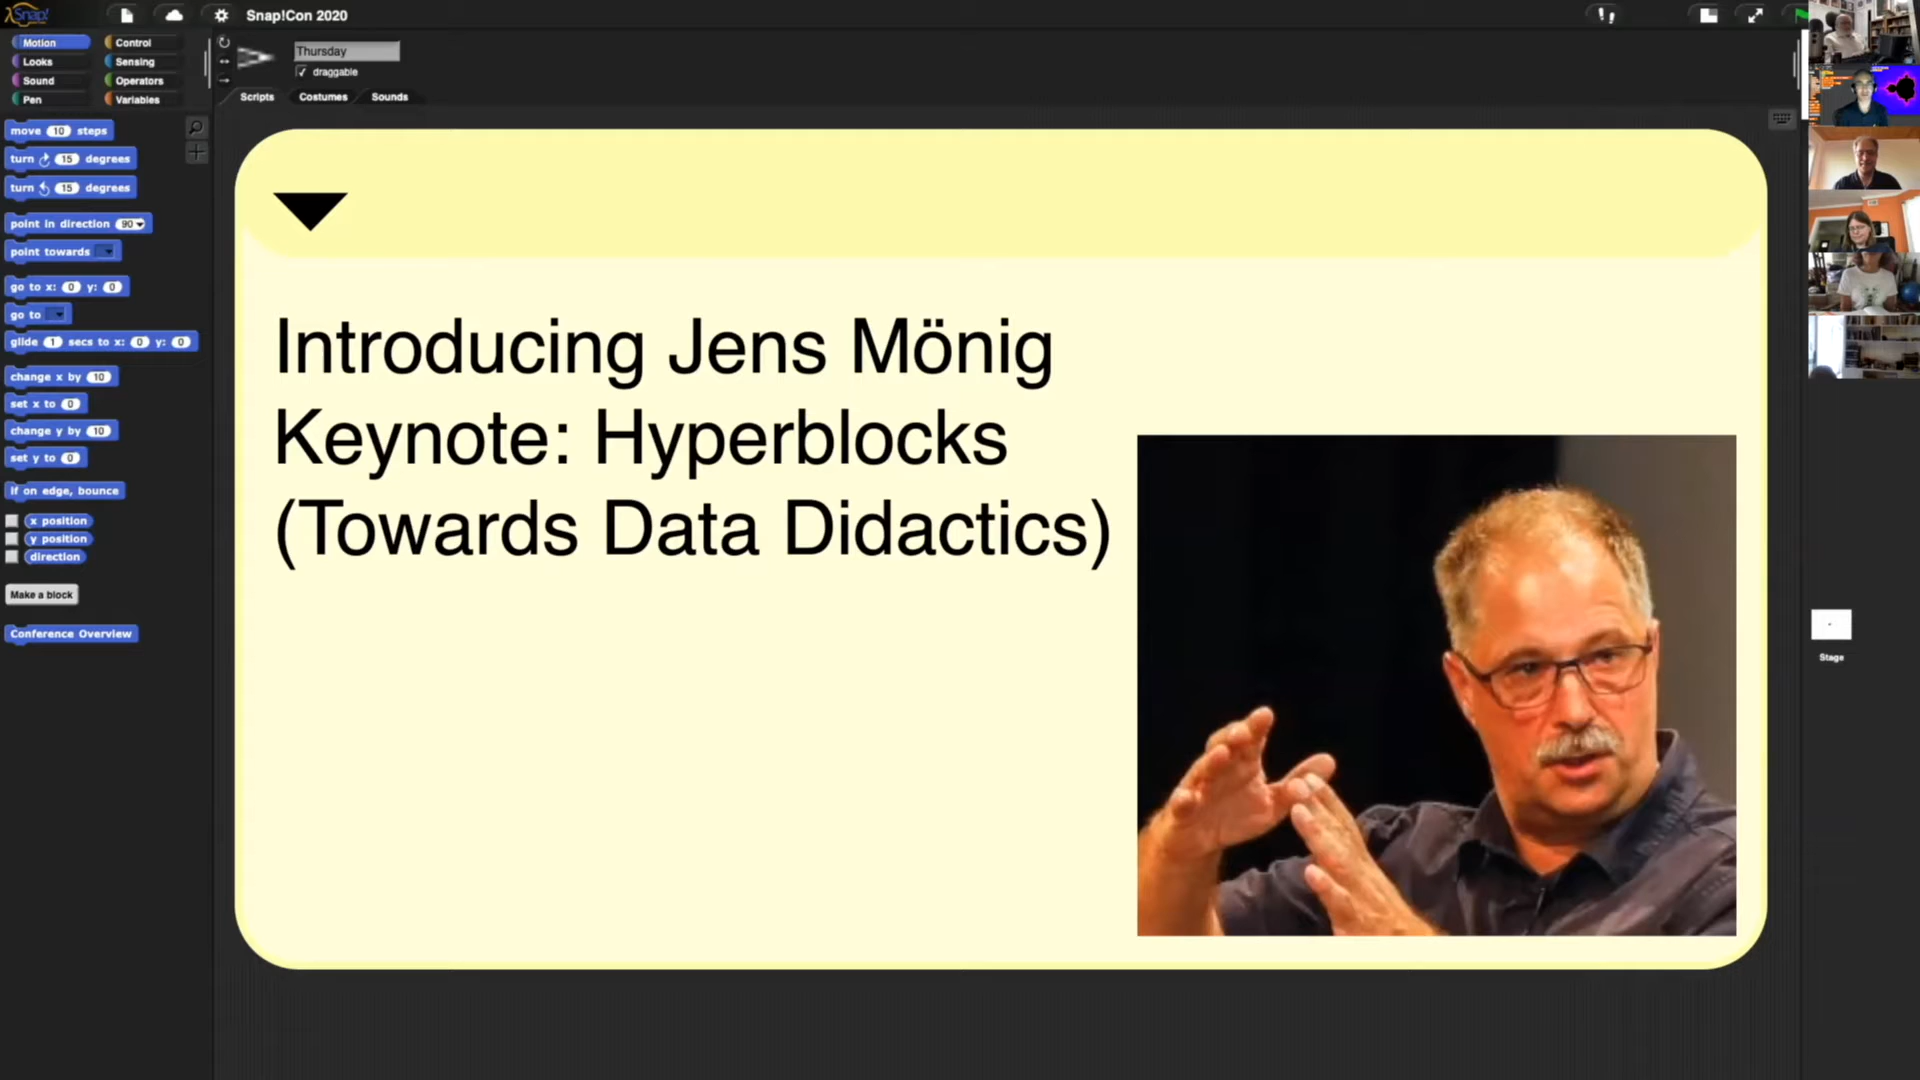 Snap!
Snap!Con 2020
Motion
Control
Looks
Sensing
Sound
Operators
Pen
Variables
Thursday
draggable
Scripts
Costumes
Sounds
move 10 steps
turn 15 degrees
turn 15 degrees
point in direction 90
point towards
go to x: 0 y: 0
go to
glide 1 secs to x: 0 y: 0
change x by 10
set x to 0
change y by 10
set y to 0
if on edge, bounce
x position
y position
direction
Make a block
Conference Overview
Introducing Jens Mönig
Keynote: Hyperblocks
(Towards Data Didactics)
Stage